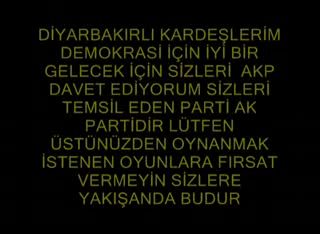 DİYARBAKIRLI KARDEŞLERİM
DEMOKRASİ İÇİN İYİ BİR
GELECEK İÇİN SİZLERİ AKP
DAVET EDİYORUM SİZLERİ
TEMSİL EDEN PARTİ AK
PARTİDİR LÜTFEN
ÜSTÜNÜZDEN OYNANMAK
İSTENEN OYUNLARA FIRSAT
VERMEYİN SİZLERE
YAKIŞANDA BUDUR